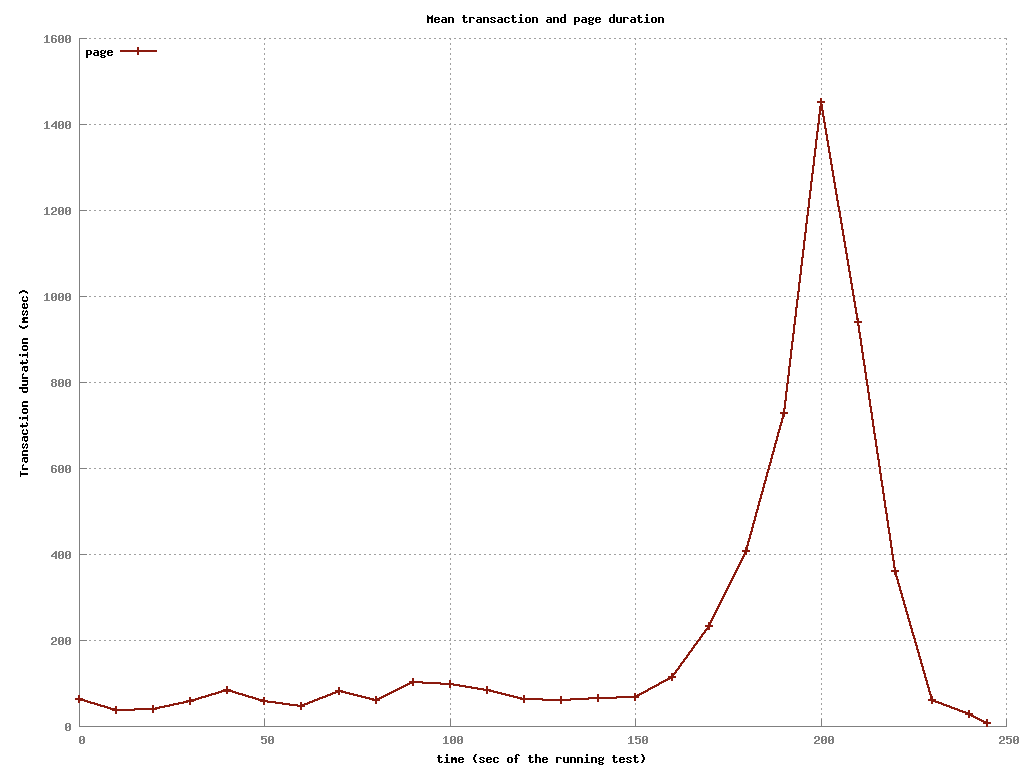 Mean transaction and page duration
page
1600
1400
1200
1000
800
600
400
200
0
Transaction duration (msec)
0 50 100 150 200 250
time (sec of the running test)